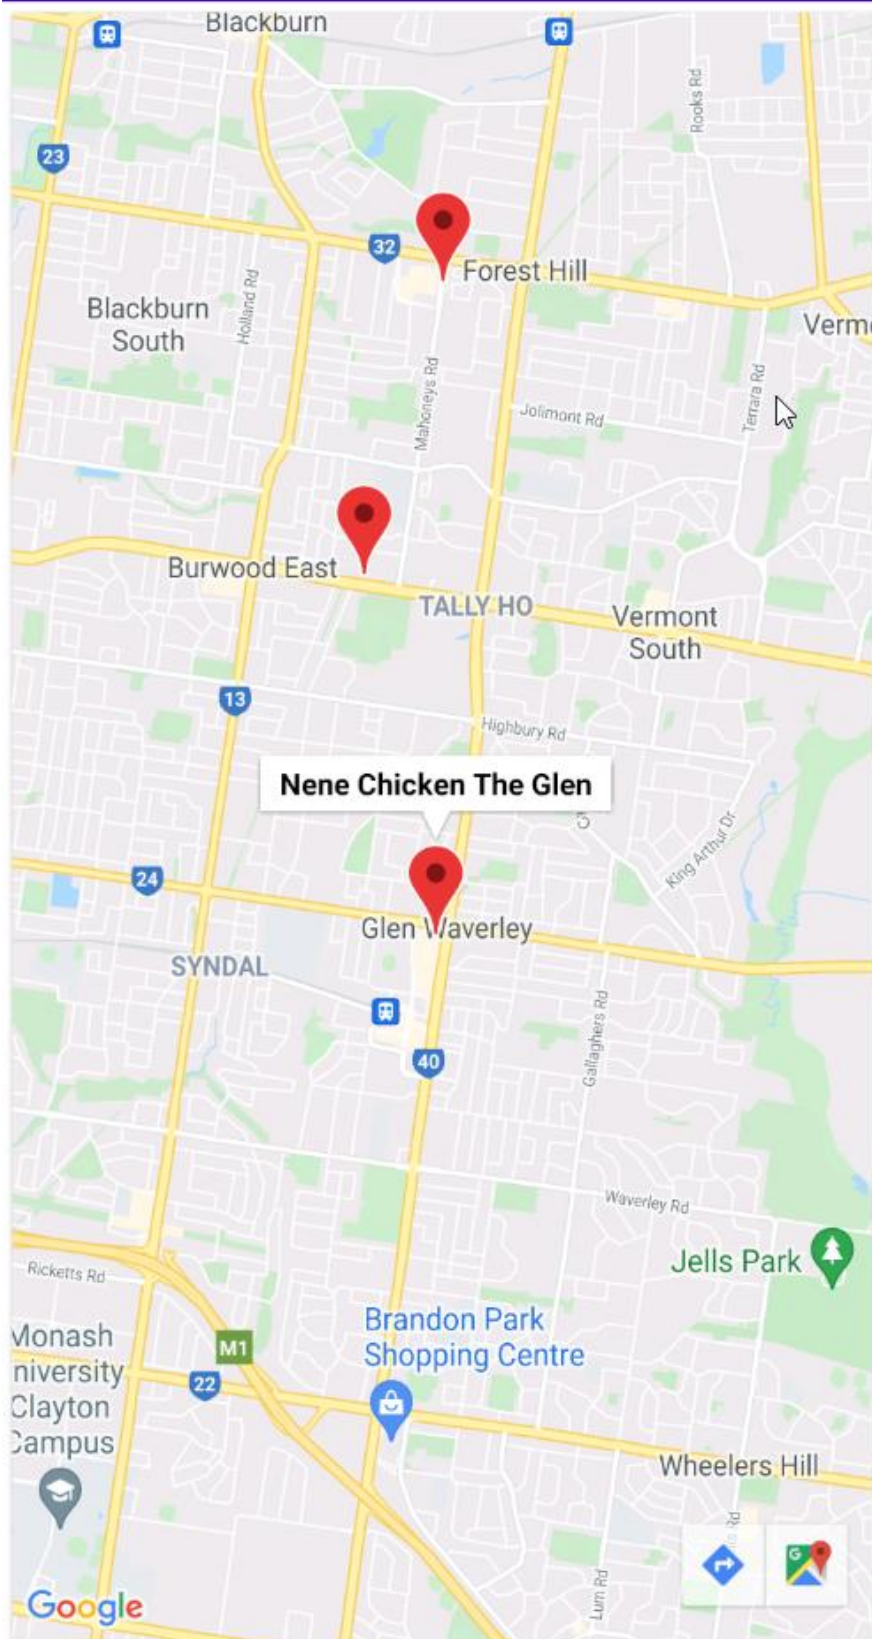 Blackburn
Rooks Rd
23
32
Forest Hill
Holland Rd
Blackburn
South
Verm
Mahoneys Rd
Terrara Rd
Jolimont Rd
Burwood East
TALLY HO
Vermont
South
13
Highbury Rd
Nene Chicken The Glen
King Arthur Dr
24
Glen Waverley
SYNDAL
Gallaghers Rd
40
Waverley Rd
Jells Park
Ricketts Rd
Brandon Park
Shopping Centre
Monash
niversity
Clayton
Campus
M1
22
Wheelers Hill
Rd
Lum Rd
G
Google